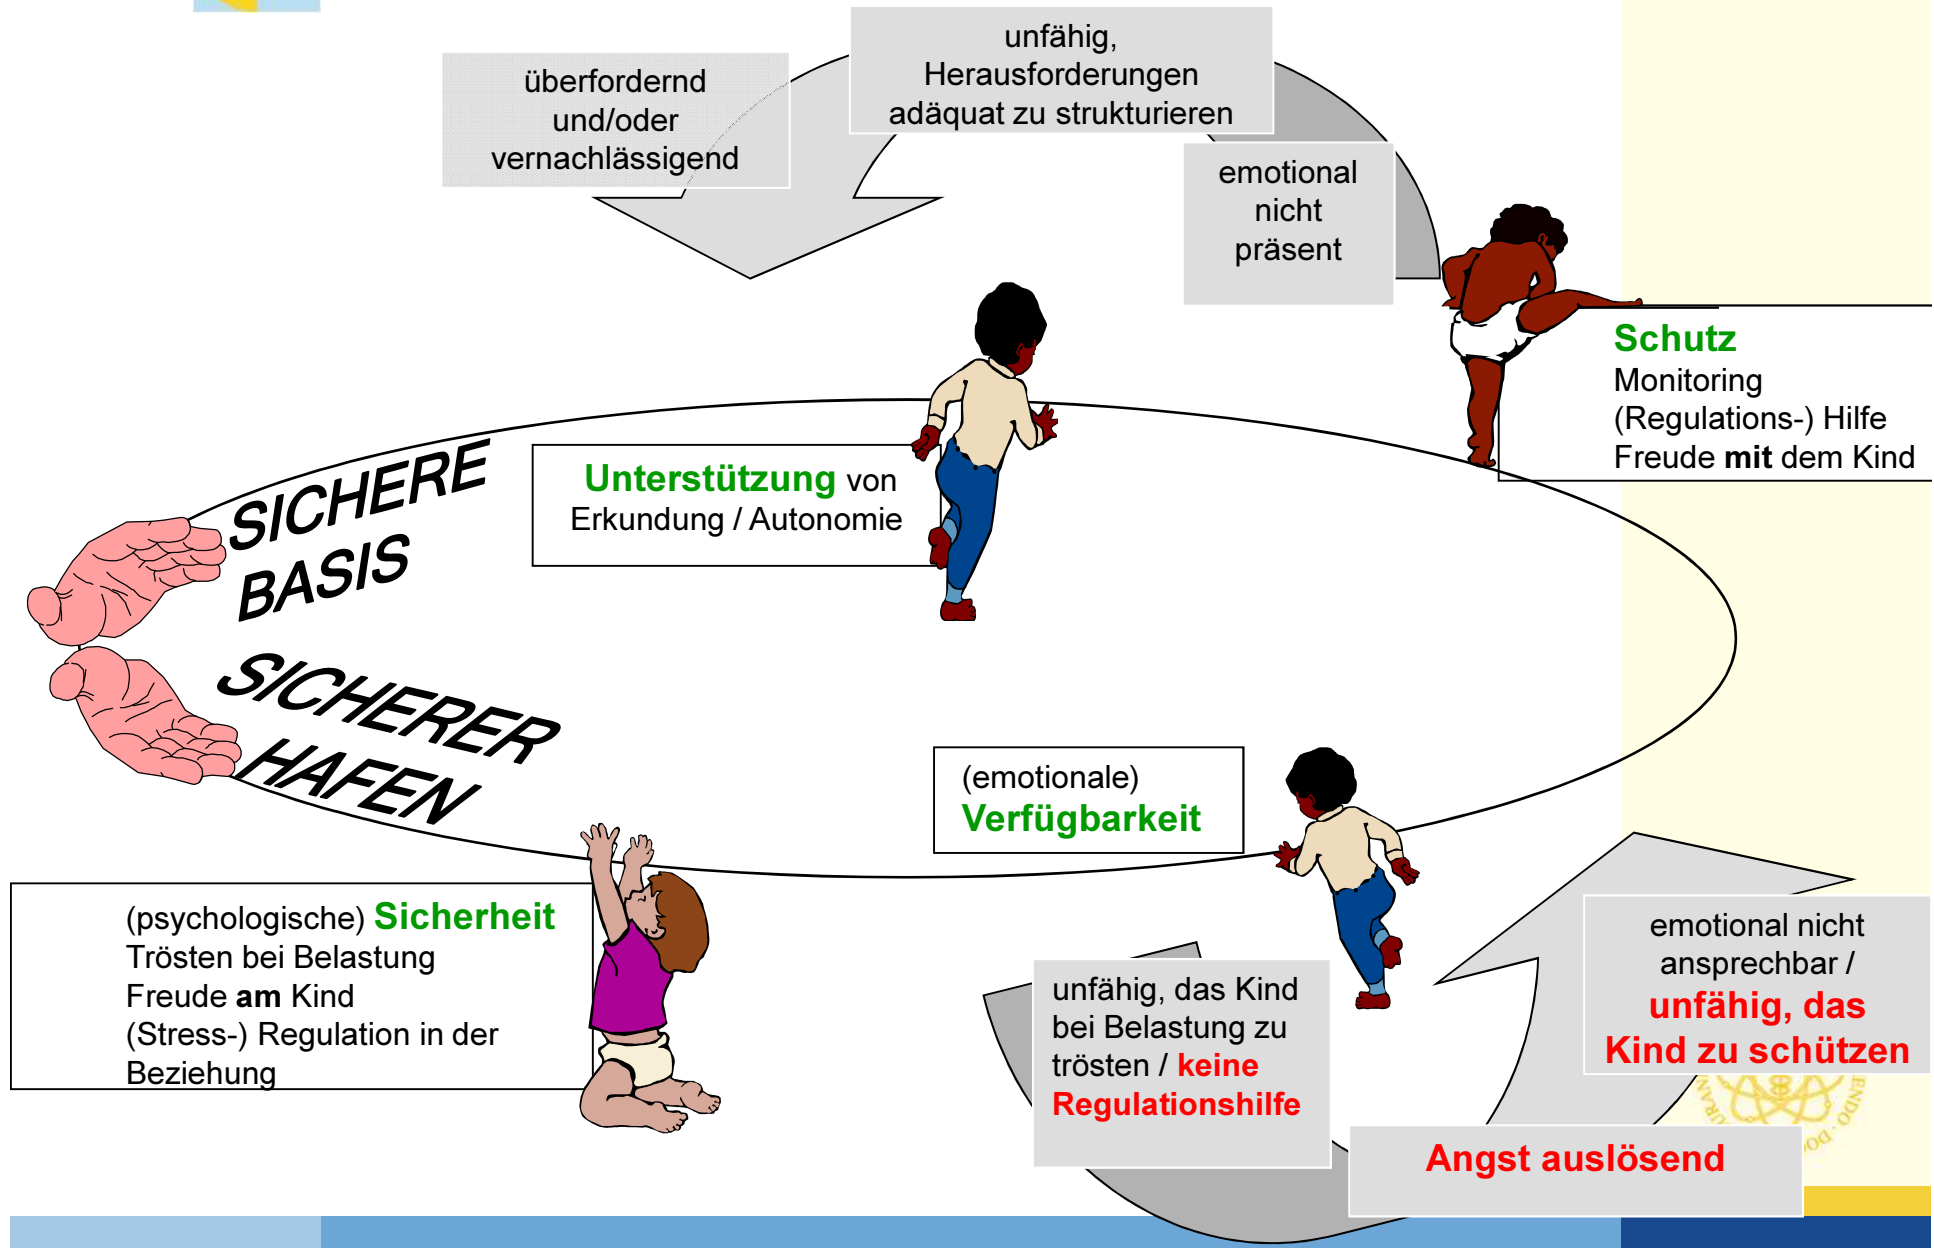 überfordernd
und/oder
vernachlässigend
unfähig,
Herausforderungen
adäquat zu strukturieren
emotional
nicht
präsent
Schutz
Monitoring
(Regulations-) Hilfe
Freude mit dem Kind
Unterstützung von
Erkundung / Autonomie
SICHERE
BASIS
SICHERER
HAFEN
(emotionale)
Verfügbarkeit
(psychologische) Sicherheit
Trösten bei Belastung
Freude am Kind
(Stress-) Regulation in der
Beziehung
unfähig, das Kind
bei Belastung zu
trösten / keine
Regulationshilfe
emotional nicht
ansprechbar /
unfähig, das
Kind zu schützen
Angst auslösend